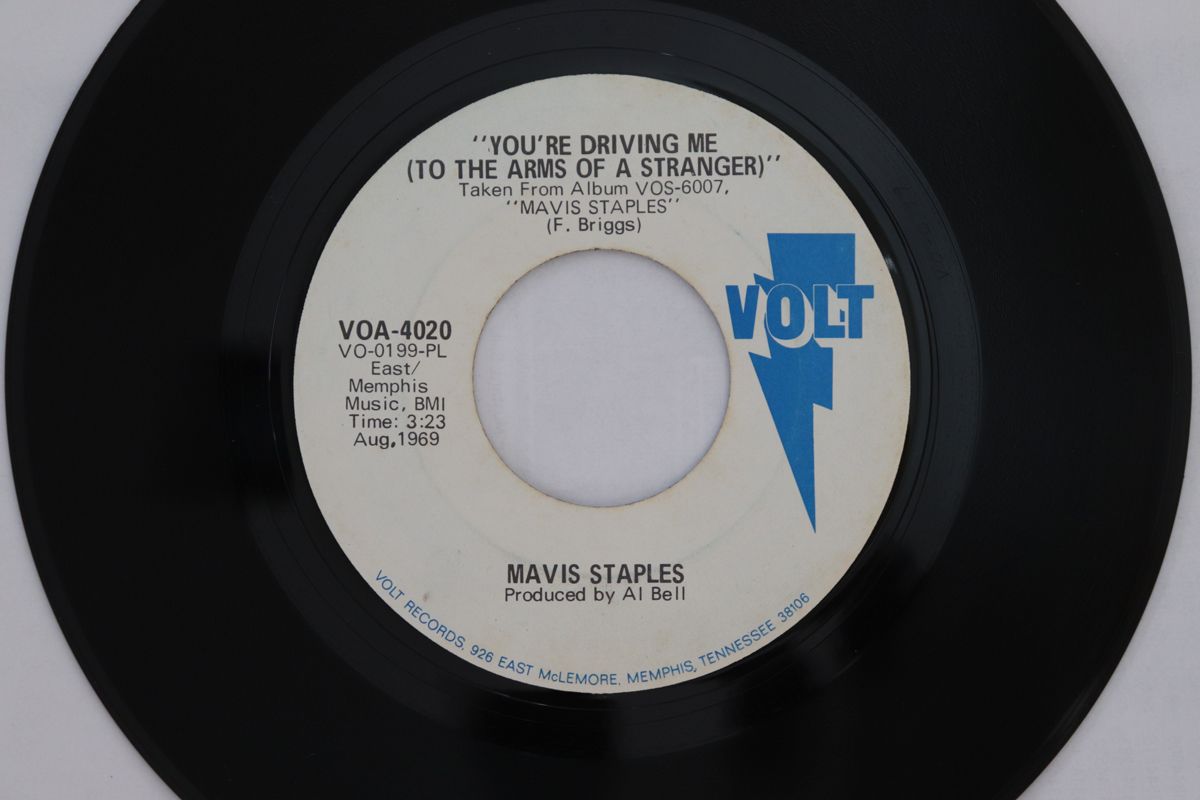 "YOU'RE DRIVING ME
(TO THE ARMS OF A STRANGER)"
Taken From Album VOS-6007,
"MAVIS STAPLES"
(F. Briggs)
VOLT
VOA-4020
VO-0199-PL
East/
Memphis
Music, BMI
Time: 3:23
Aug,1969
MAVIS STAPLES
Produced by Al Bell
VOLT RECORDS, 926 EAST McLEMORE, MEMPHIS, TENNESSEE 38106